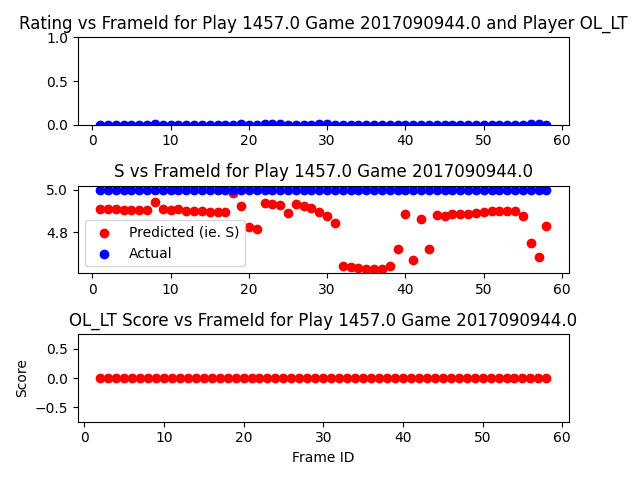 Rating vs FrameId for Play 1457.0 Game 2017090944.0 and Player OL_LT
1.0
0.5
0.0
0 10 20 30 40 50 60
S vs FrameId for Play 1457.0 Game 2017090944.0
5.0
4.8
Predicted (ie. S)
Actual
0 10 20 30 40 50 60
OL_LT Score vs FrameId for Play 1457.0 Game 2017090944.0
Score
0.5
0.0
−0.5
0 10 20 30 40 50 60
Frame ID